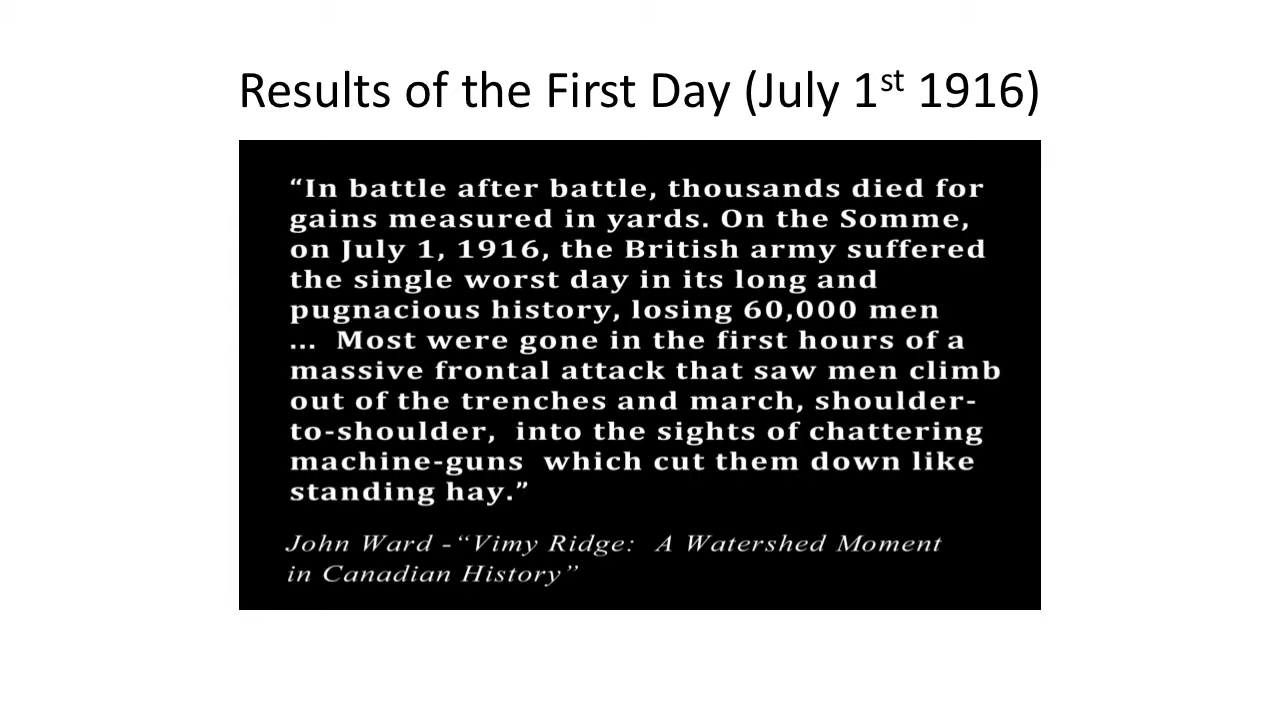 Results of the First Day (July 1st 1916)
“In battle after battle, thousands died for
gains measured in yards. On the Somme,
on July 1, 1916, the British army suffered
the single worst day in its long and
pugnacious history, losing 60,000 men
... Most were gone in the first hours of a
massive frontal attack that saw men climb
out of the trenches and march, shoulder-
to-shoulder, into the sights of chattering
machine-guns which cut them down like
standing hay.”
John Ward -“Vimy Ridge: A Watershed Moment
in Canadian History”